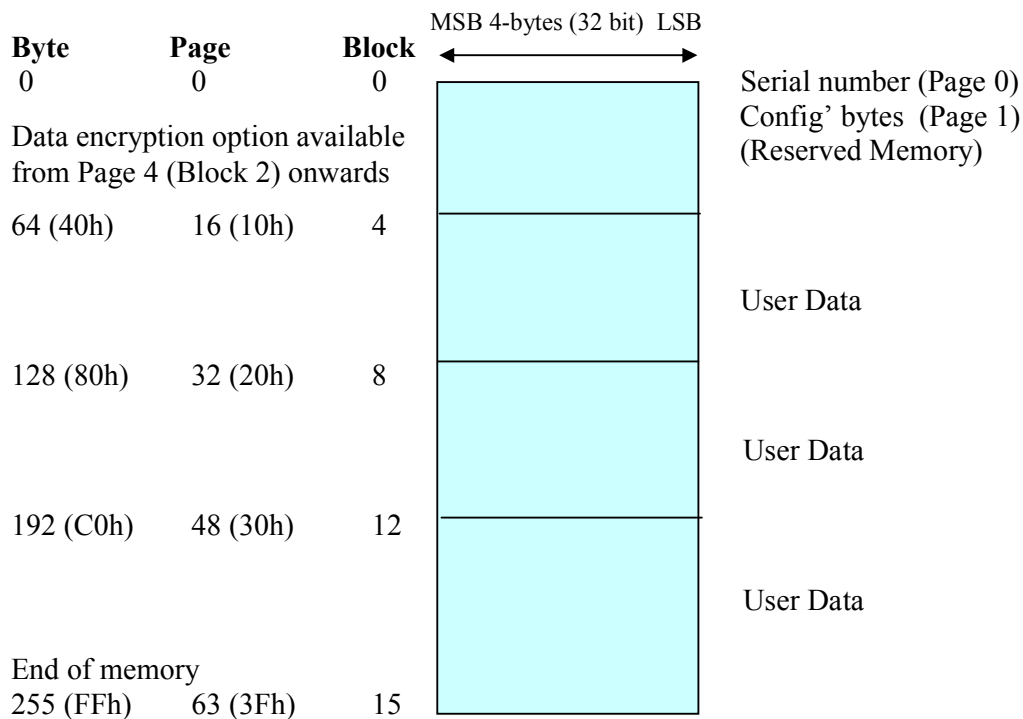 MSB 4-bytes (32 bit) LSB
Byte Page Block
0 0 0
Serial number (Page 0)
Config’ bytes (Page 1)
(Reserved Memory)
Data encryption option available
from Page 4 (Block 2) onwards
64 (40h) 16 (10h) 4
User Data
128 (80h) 32 (20h) 8
User Data
192 (C0h) 48 (30h) 12
User Data
End of memory
255 (FFh) 63 (3Fh) 15